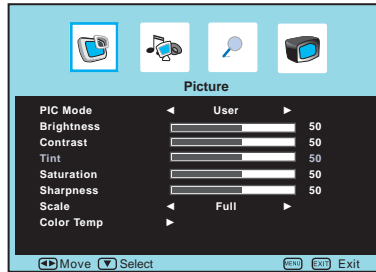 Picture
PIC Mode ◄ User ►
Brightness 50
Contrast 50
Tint 50
Saturation 50
Sharpness 50
Scale ◄ Full ►
Color Temp ►
◄► Move ▼ Select MENU EXIT Exit